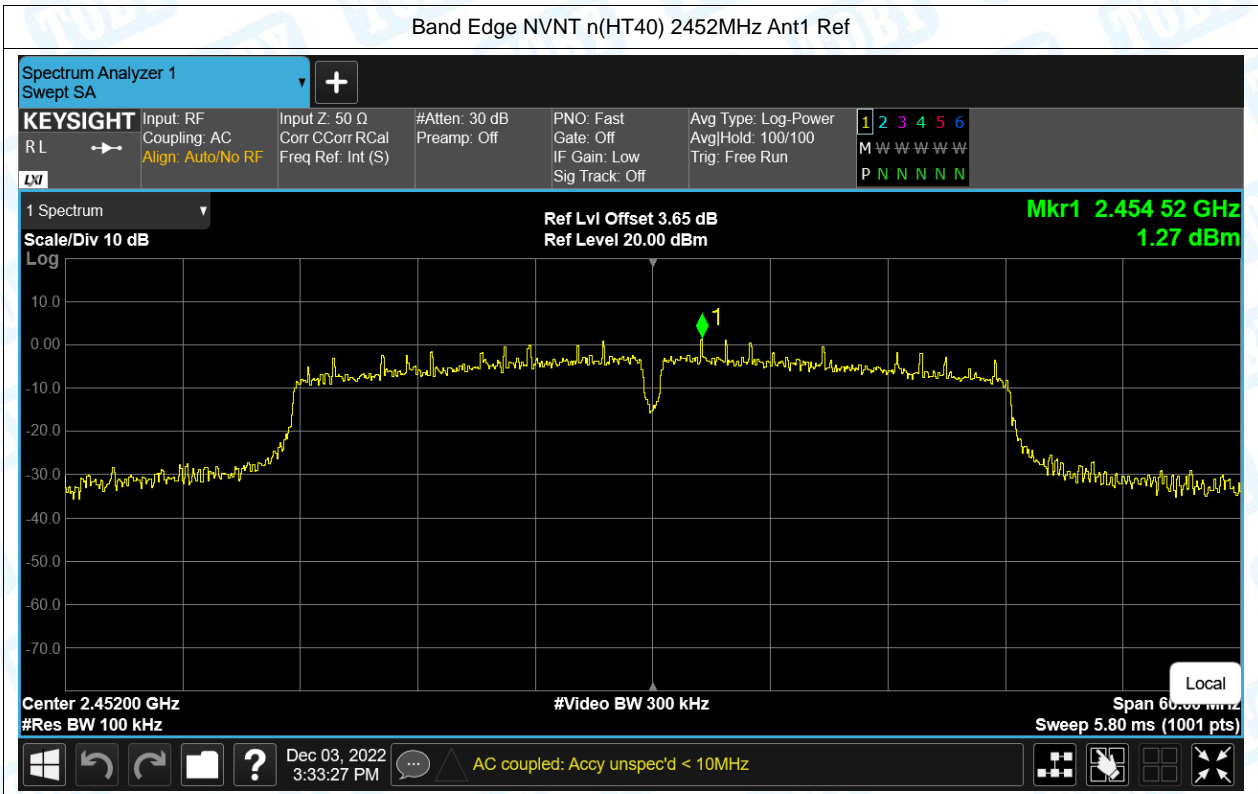 Band Edge NVNT n(HT40) 2452MHz Ant1 Ref
Spectrum Analyzer 1
Swept SA
KEYSIGHT
R L
LXI
Input: RF
Coupling: AC
Align: Auto/No RF
Input Z: 50 Ω
Corr CCorr RCal
Freq Ref: Int (S)
#Atten: 30 dB
Preamp: Off
PNO: Fast
Gate: Off
IF Gain: Low
Sig Track: Off
Avg Type: Log-Power
Avg|Hold: 100/100
Trig: Free Run
1 2 3 4 5 6
M W W W W W W
P N N N N N
1 Spectrum
Scale/Div 10 dB
Log
Ref Lvl Offset 3.65 dB
Ref Level 20.00 dBm
Mkr1 2.454 52 GHz
1.27 dBm
1
10.0
0.00
-10.0
-20.0
-30.0
-40.0
-50.0
-60.0
-70.0
Local
Center 2.45200 GHz
#Res BW 100 kHz
#Video BW 300 kHz
Span 60.00 MHz
Sweep 5.80 ms (1001 pts)
?
Dec 03, 2022
3:33:27 PM
AC coupled: Accy unspec'd < 10MHz